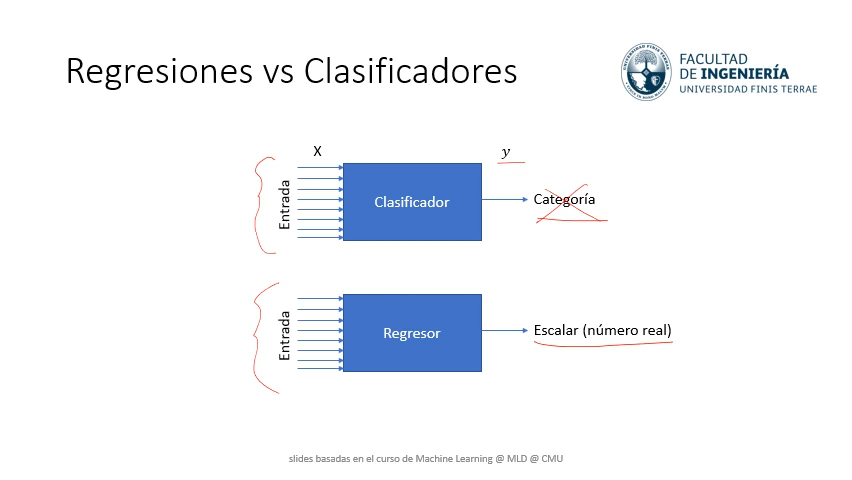 Regresiones vs Clasificadores
FACULTAD
DE INGENIERÍA
UNIVERSIDAD FINIS TERRAE
X
y
Entrada
Clasificador
Categoría
Entrada
Regresor
Escalar (número real)
slides basadas en el curso de Machine Learning @ MLD @ CMU